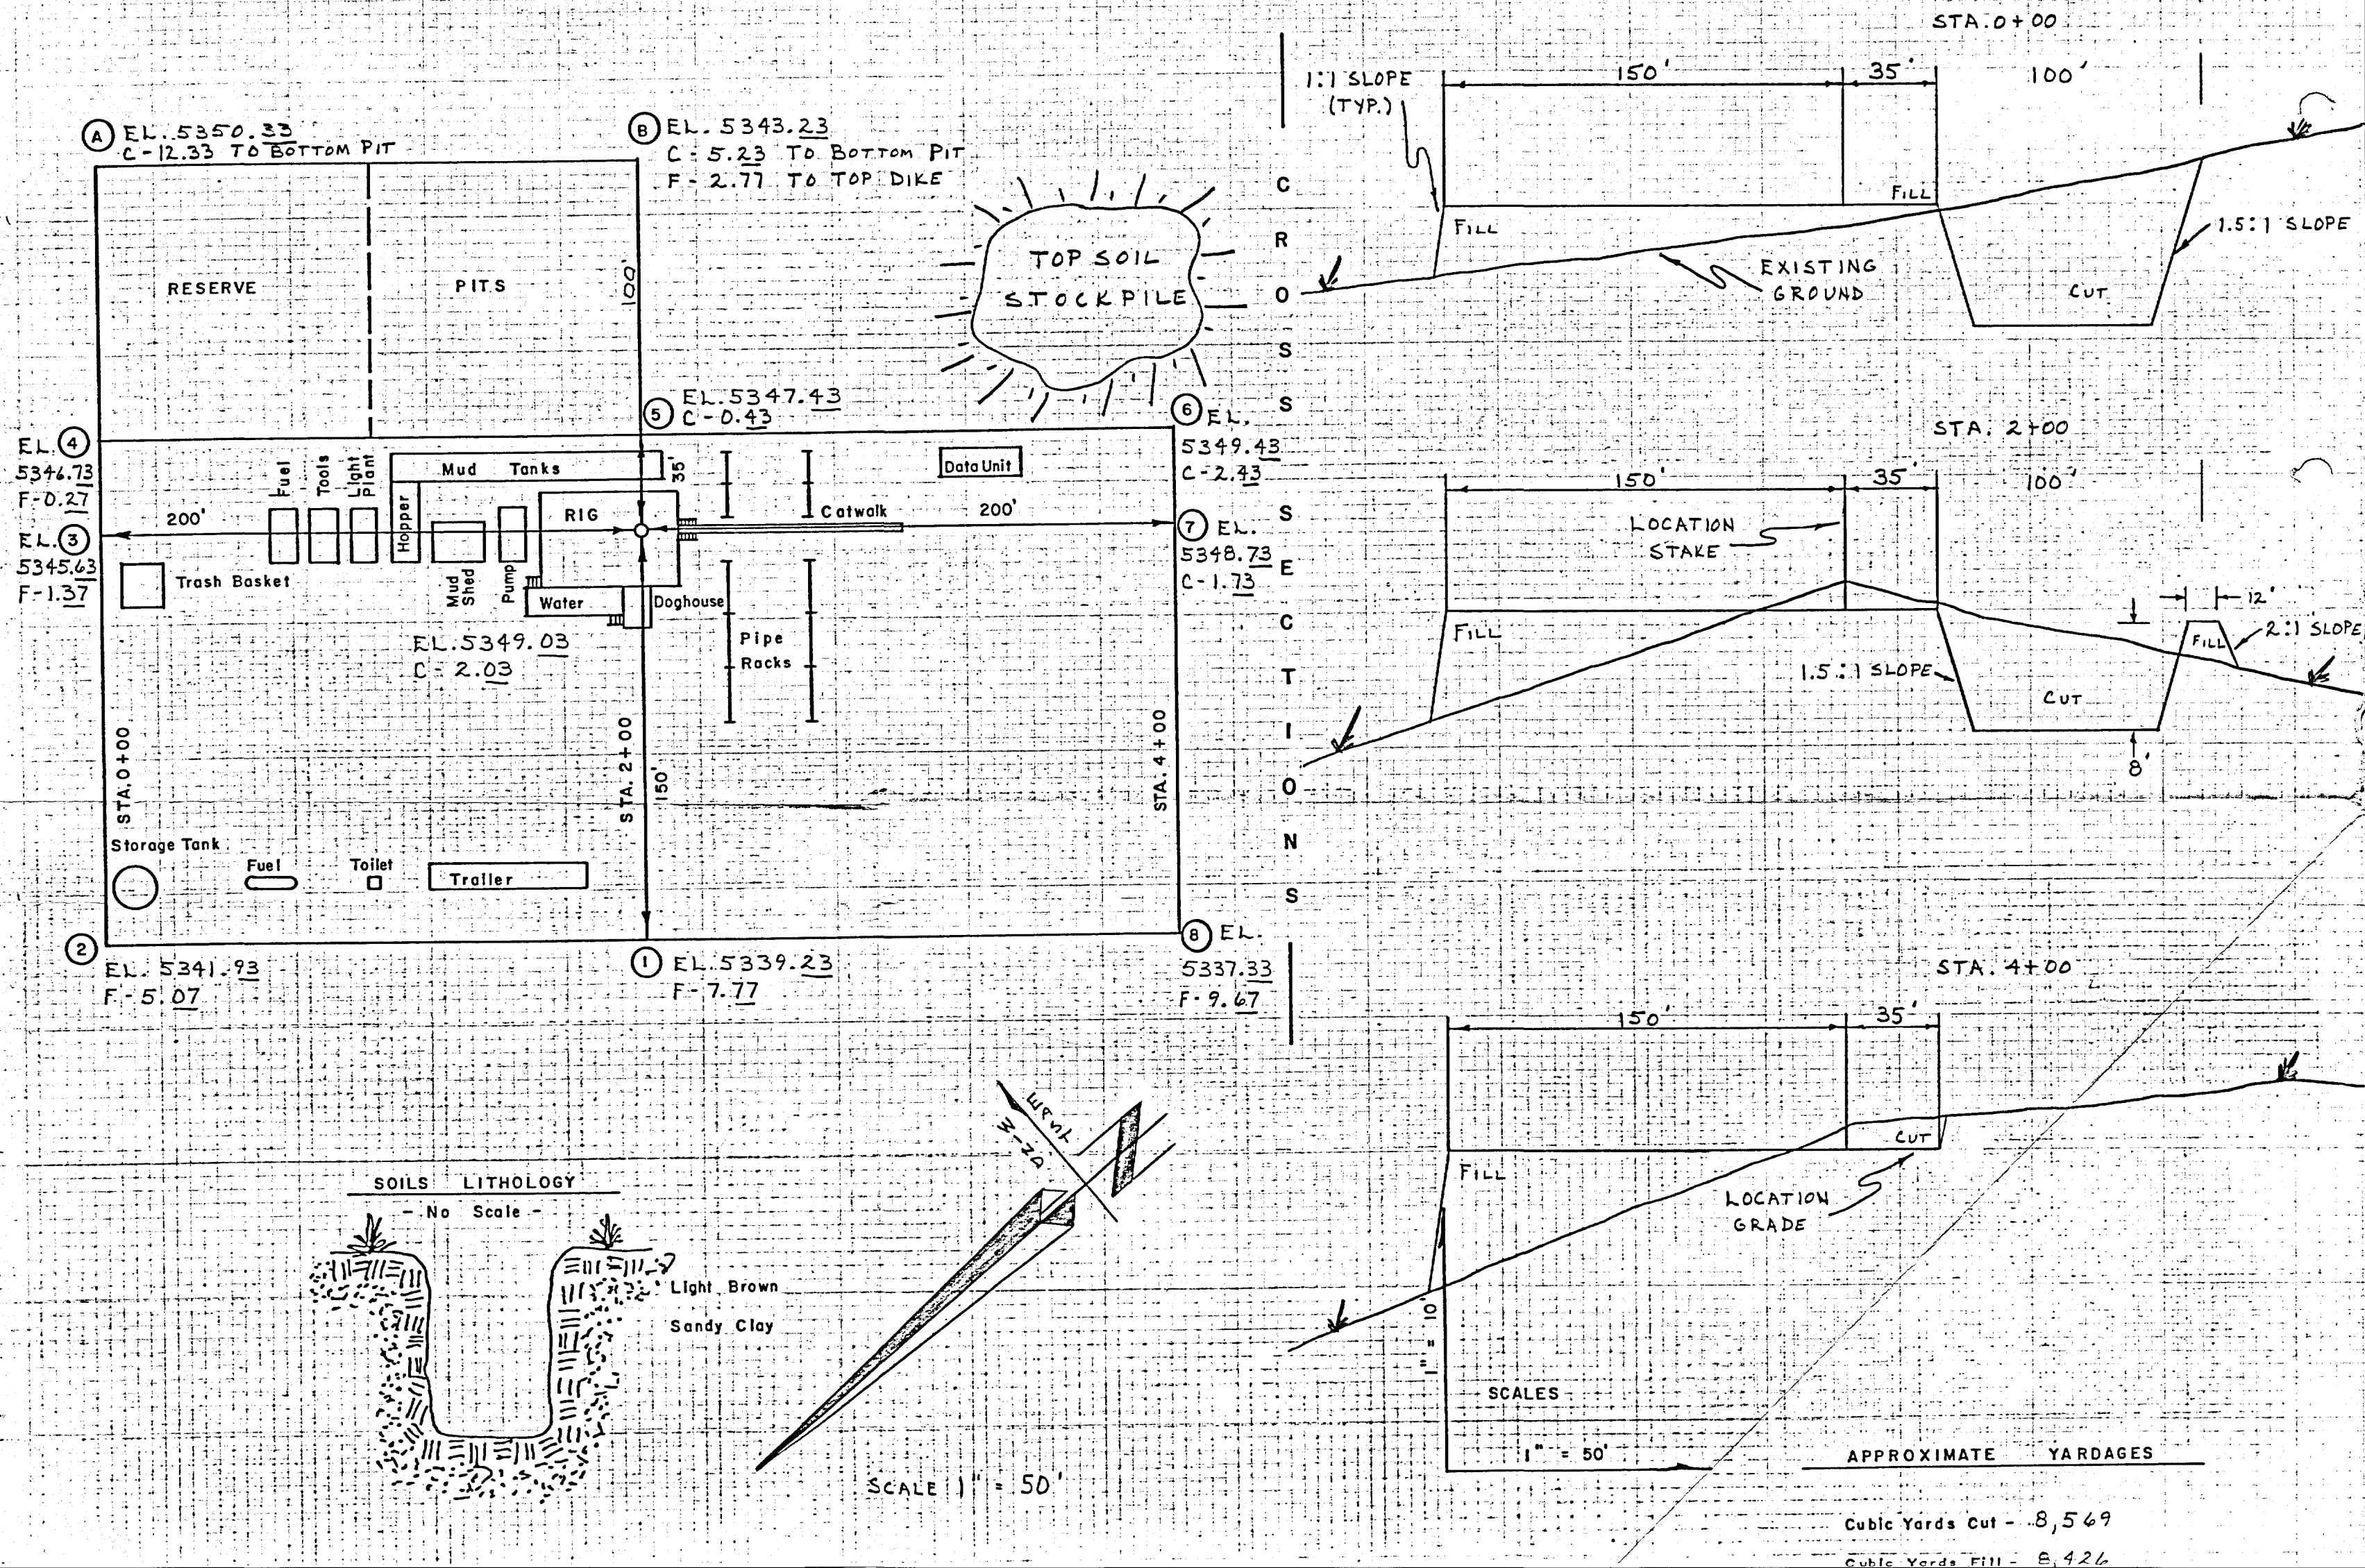 A EL. 5350.33
C-12.33 TO BOTTOM PIT
B EL. 5343.23
C-5.23 TO BOTTOM PIT
F-2.77 TO TOP DIKE
RESERVE
PITS
100'
TOP SOIL
STOCKPILE
5 EL. 5347.43
C-0.43
6 EL.
5349.43
C-2.43
EL. 4
5346.73
F-0.27
EL. 3
5345.63
F-1.37
7 EL.
5348.73
C-1.73
Fuel
Tools
Light
Plant
Mud Tanks
35'
Data Unit
200'
Hopper
RIG
Catwalk
200'
Trash Basket
Mud
Shed
Pump
Water
Doghouse
EL. 5349.03
C-2.03
Pipe
Racks
STA. 0+00
STA. 2+00
150'
STA. 4+00
Storage Tank
Fuel
Toilet
Trailer
2
EL. 5341.93
F-5.07
1 EL. 5339.23
F-7.77
8 EL.
5337.33
F-9.67
SOILS LITHOLOGY
- No Scale -
Light Brown
Sandy Clay
SCALE 1" = 50'
CROSS SECTIONS
STA. 0+00
1:1 SLOPE
(TYP.)
150'
35'
100'
FILL
FILL
1.5:1 SLOPE
EXISTING
GROUND
CUT
STA. 2+00
150'
35'
100'
LOCATION
STAKE
12'
FILL
FILL
2:1 SLOPE
1.5:1 SLOPE
CUT
8'
STA. 4+00
150'
35'
CUT
FILL
LOCATION
GRADE
1" = 10'
SCALES
1" = 50'
APPROXIMATE YARDAGES
Cubic Yards Cut - 8,569
Cubic Yards Fill - 8,426